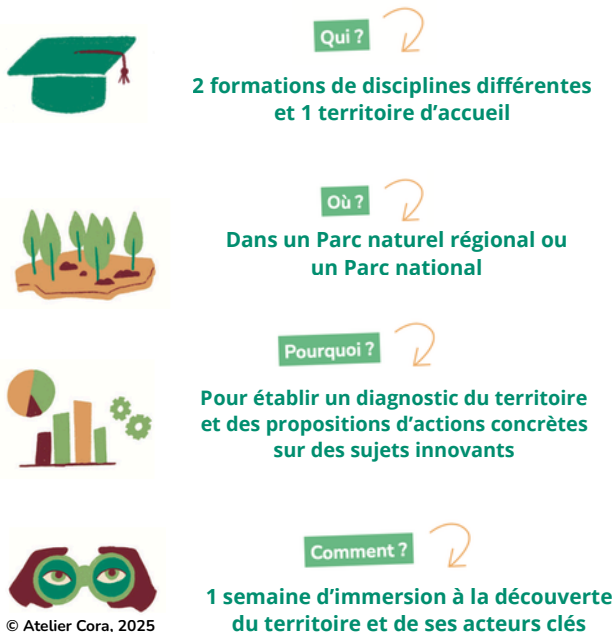 Qui ?
2 formations de disciplines différentes
et 1 territoire d'accueil
Où ?
Dans un Parc naturel régional ou
un Parc national
Pourquoi ?
Pour établir un diagnostic du territoire
et des propositions d'actions concrètes
sur des sujets innovants
Comment ?
1 semaine d'immersion à la découverte
du territoire et de ses acteurs clés
© Atelier Cora, 2025